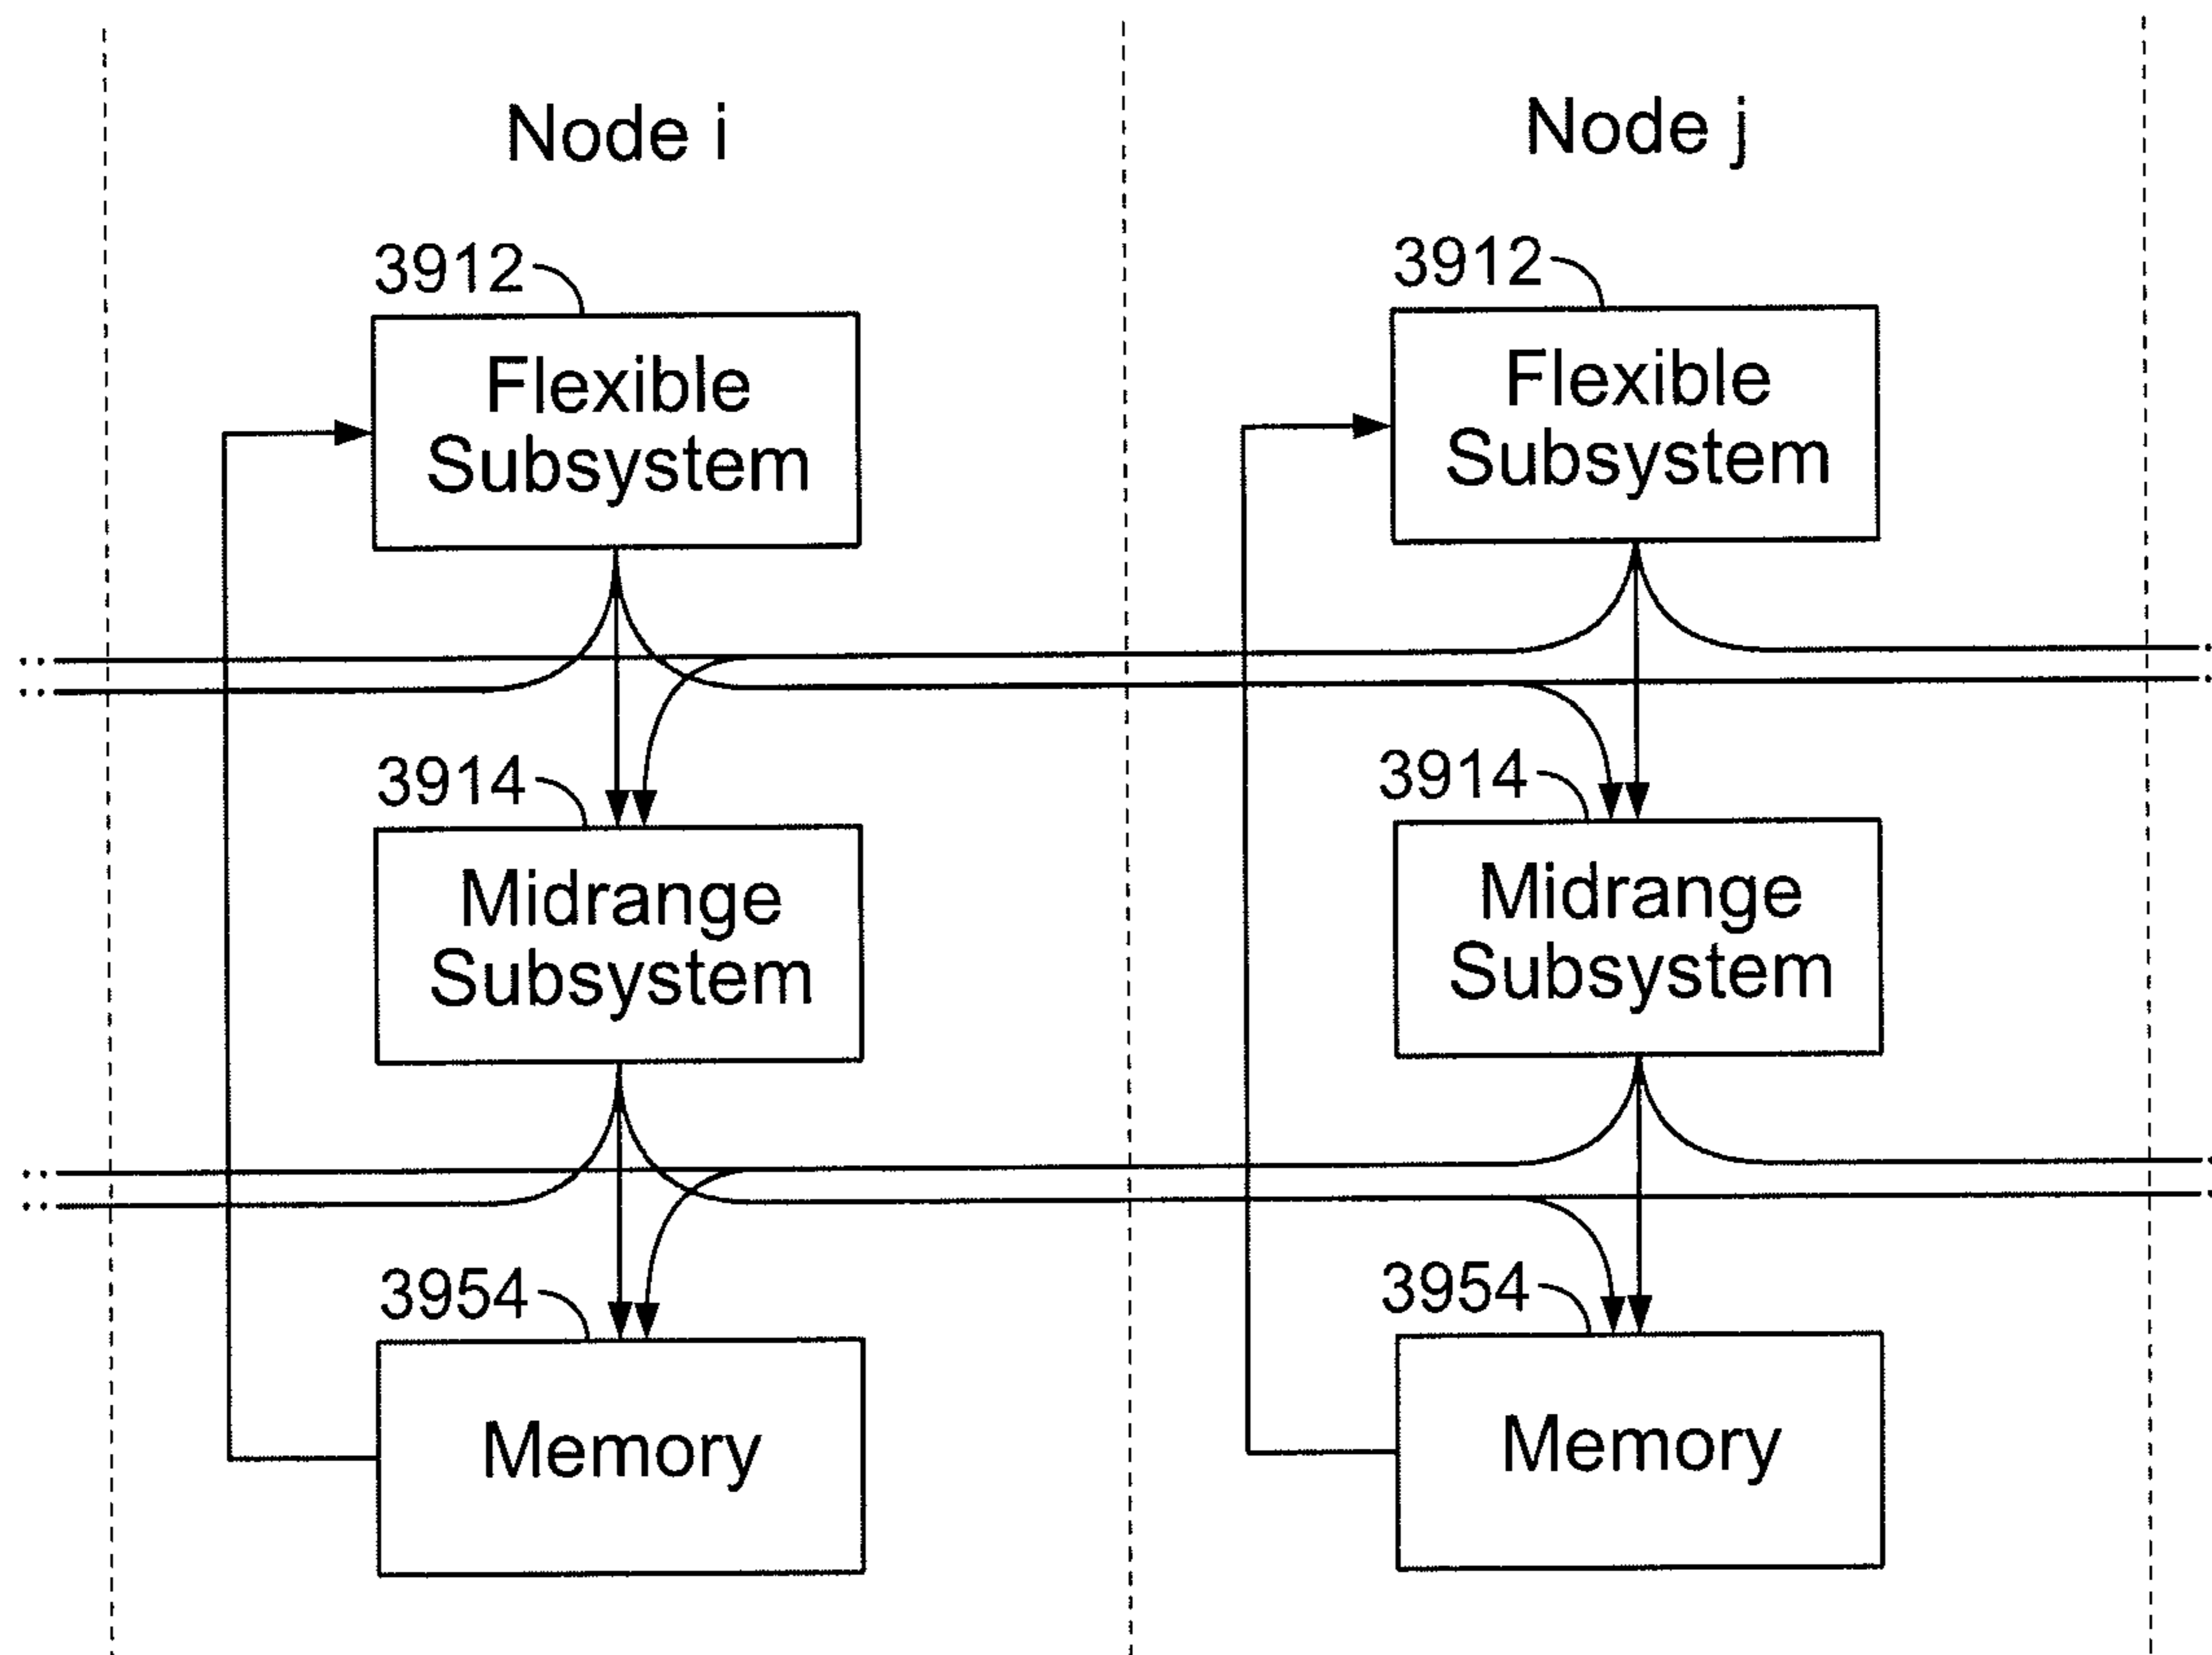 Node i
Node j
3912
3912
Flexible
Subsystem
Flexible
Subsystem
3914
3914
Midrange
Subsystem
Midrange
Subsystem
3954
3954
Memory
Memory